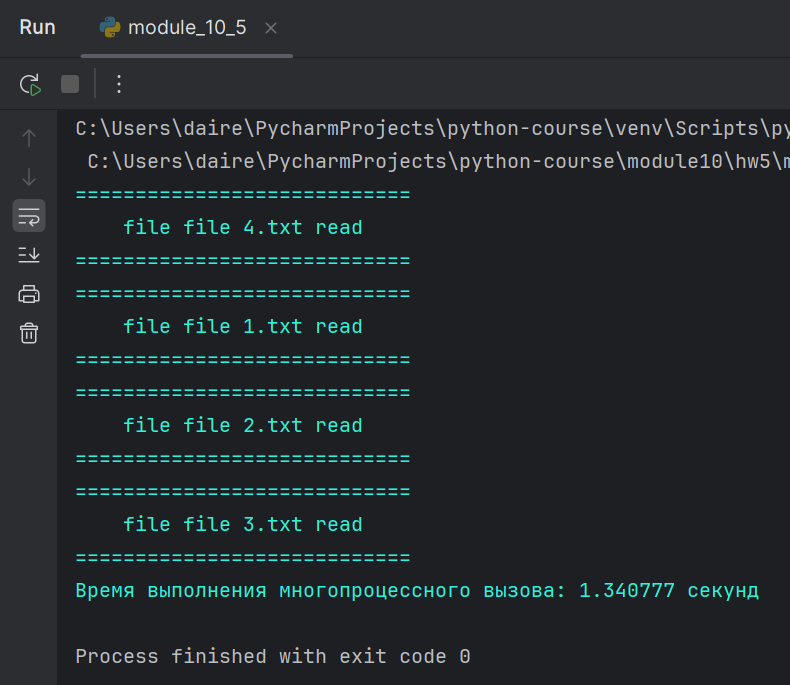 Run module_10_5
C:\Users\daire\PycharmProjects\python-course\venv\Scripts\py
C:\Users\daire\PycharmProjects\python-course\module10\hw5\m
============================
file file 4.txt read
============================
============================
file file 1.txt read
============================
============================
file file 2.txt read
============================
============================
file file 3.txt read
============================
Время выполнения многопроцессного вызова: 1.340777 секунд
Process finished with exit code 0